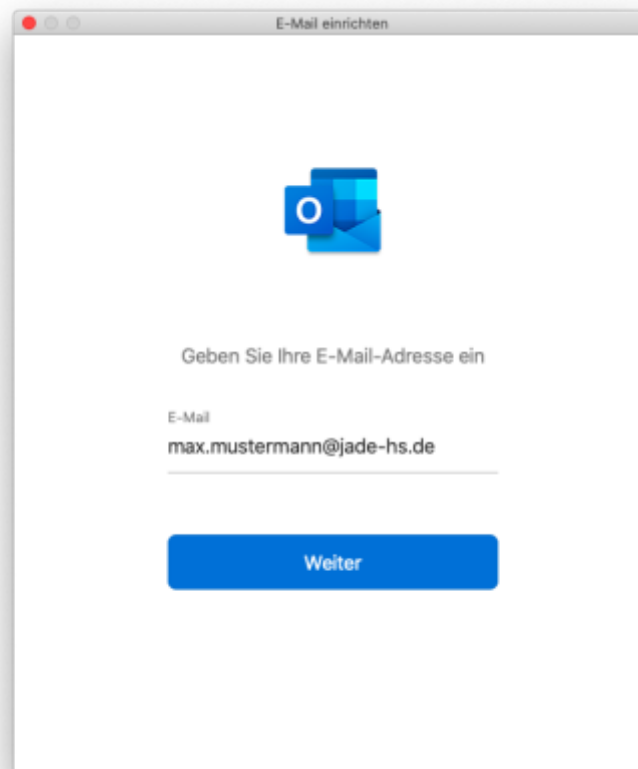 E-Mail einrichten
O
Geben Sie Ihre E-Mail-Adresse ein
E-Mail
max.mustermann@jade-hs.de
Weiter